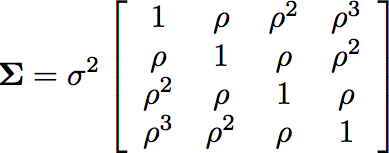 1 ρ ρ² ρ³
ρ 1 ρ ρ²
Σ = σ²
ρ² ρ 1 ρ
ρ³ ρ² ρ 1